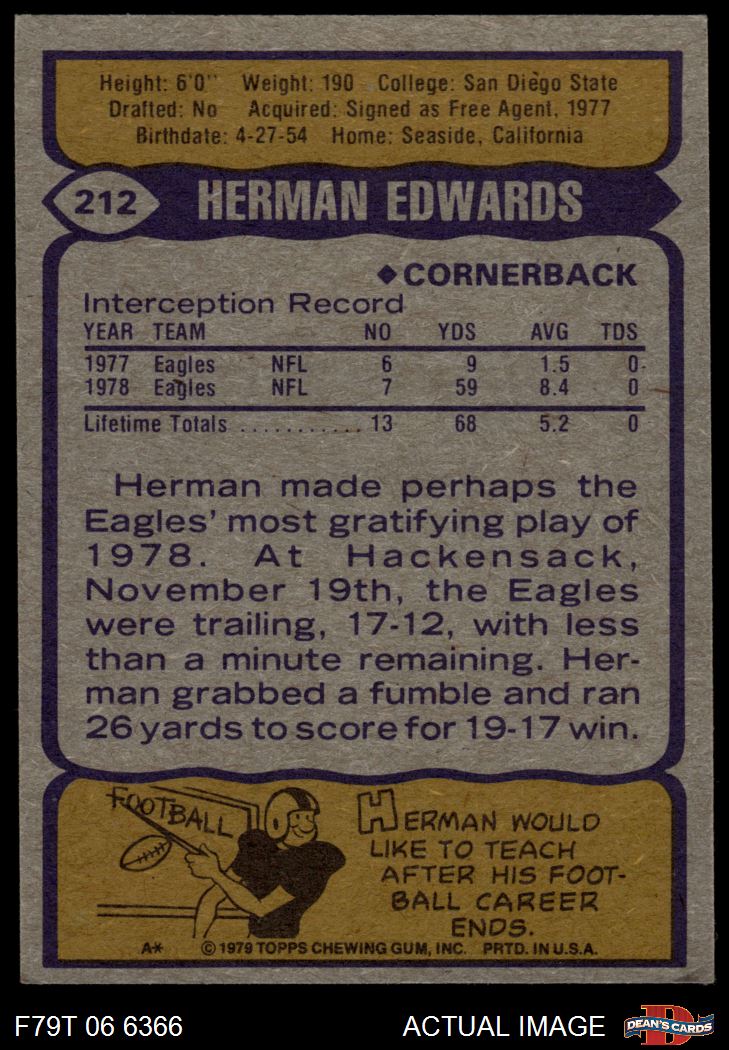 Height: 6'0" Weight: 190 College: San Diego State
Drafted: No Acquired: Signed as Free Agent, 1977
Birthdate: 4-27-54 Home: Seaside, California
212 HERMAN EDWARDS
◆CORNERBACK
Interception Record
YEAR TEAM NO YDS AVG TDS
1977 Eagles NFL 6 9 1.5 0
1978 Eagles NFL 7 59 8.4 0
Lifetime Totals ........... 13 68 5.2 0
Herman made perhaps the
Eagles' most gratifying play of
1978. At Hackensack,
November 19th, the Eagles
were trailing, 17-12, with less
than a minute remaining. Her-
man grabbed a fumble and ran
26 yards to score for 19-17 win.
FOOTBALL
HERMAN WOULD
LIKE TO TEACH
AFTER HIS FOOT-
BALL CAREER
ENDS.
A* © 1979 TOPPS CHEWING GUM, INC. PRTD. IN U.S.A.
F79T 06 6366 ACTUAL IMAGE D DEAN'S CARDS